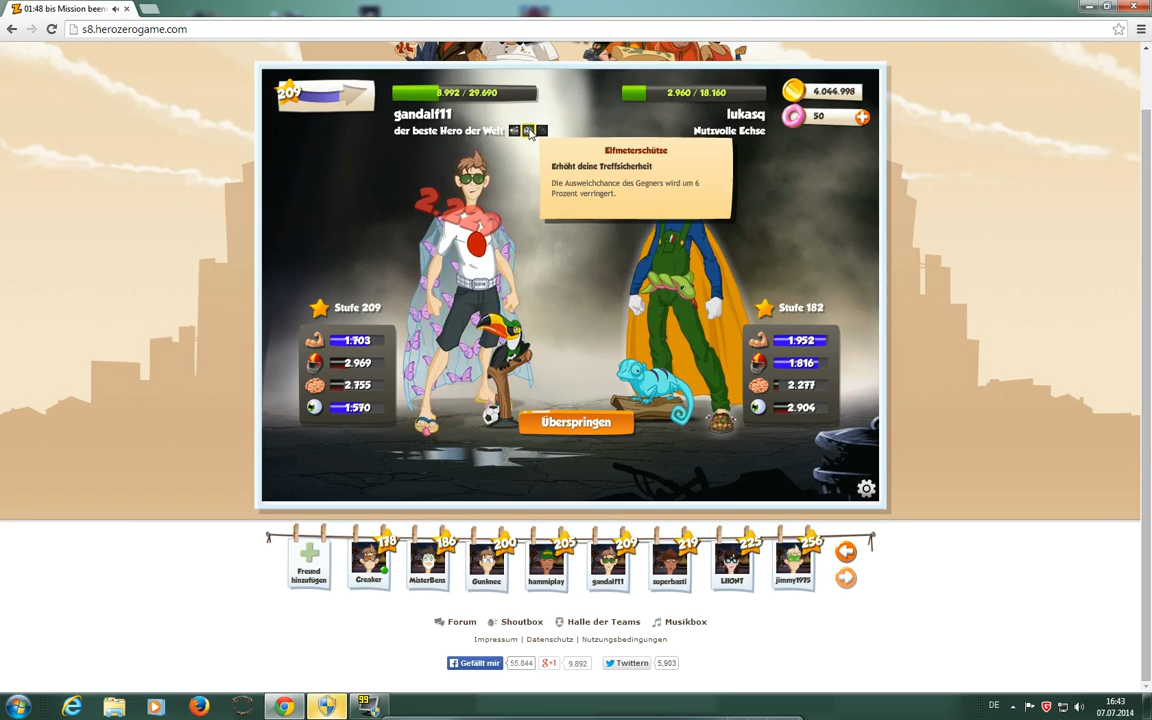 01:48 bis Mission been
s8.herozerogame.com
209
8.992 / 29.690
2.960 / 18.160
4.044.998
gandalf11
lukasq
50
der beste Hero der Welt
Nutzvolle Echse
Elfmeterschütze
Erhöht deine Treffsicherheit
Die Ausweichchance des Gegners wird um 6
Prozent verringert.
Stufe 209
Stufe 182
1.703
1.952
2.969
1.816
2.755
2.277
1.570
2.904
Überspringen
178
186
200
205
209
219
225
256
Freund
hinzufügen
Creaker
MisterBens
Gunknee
hammiplay
gandalf11
superbasti
LIIONT
jimmy1975
Forum
Shoutbox
Halle der Teams
Musikbox
Impressum | Datenschutz | Nutzungsbedingungen
Gefällt mir
55.844
+1
9.892
Twittern
5,903
99
DE
16:43
07.07.2014